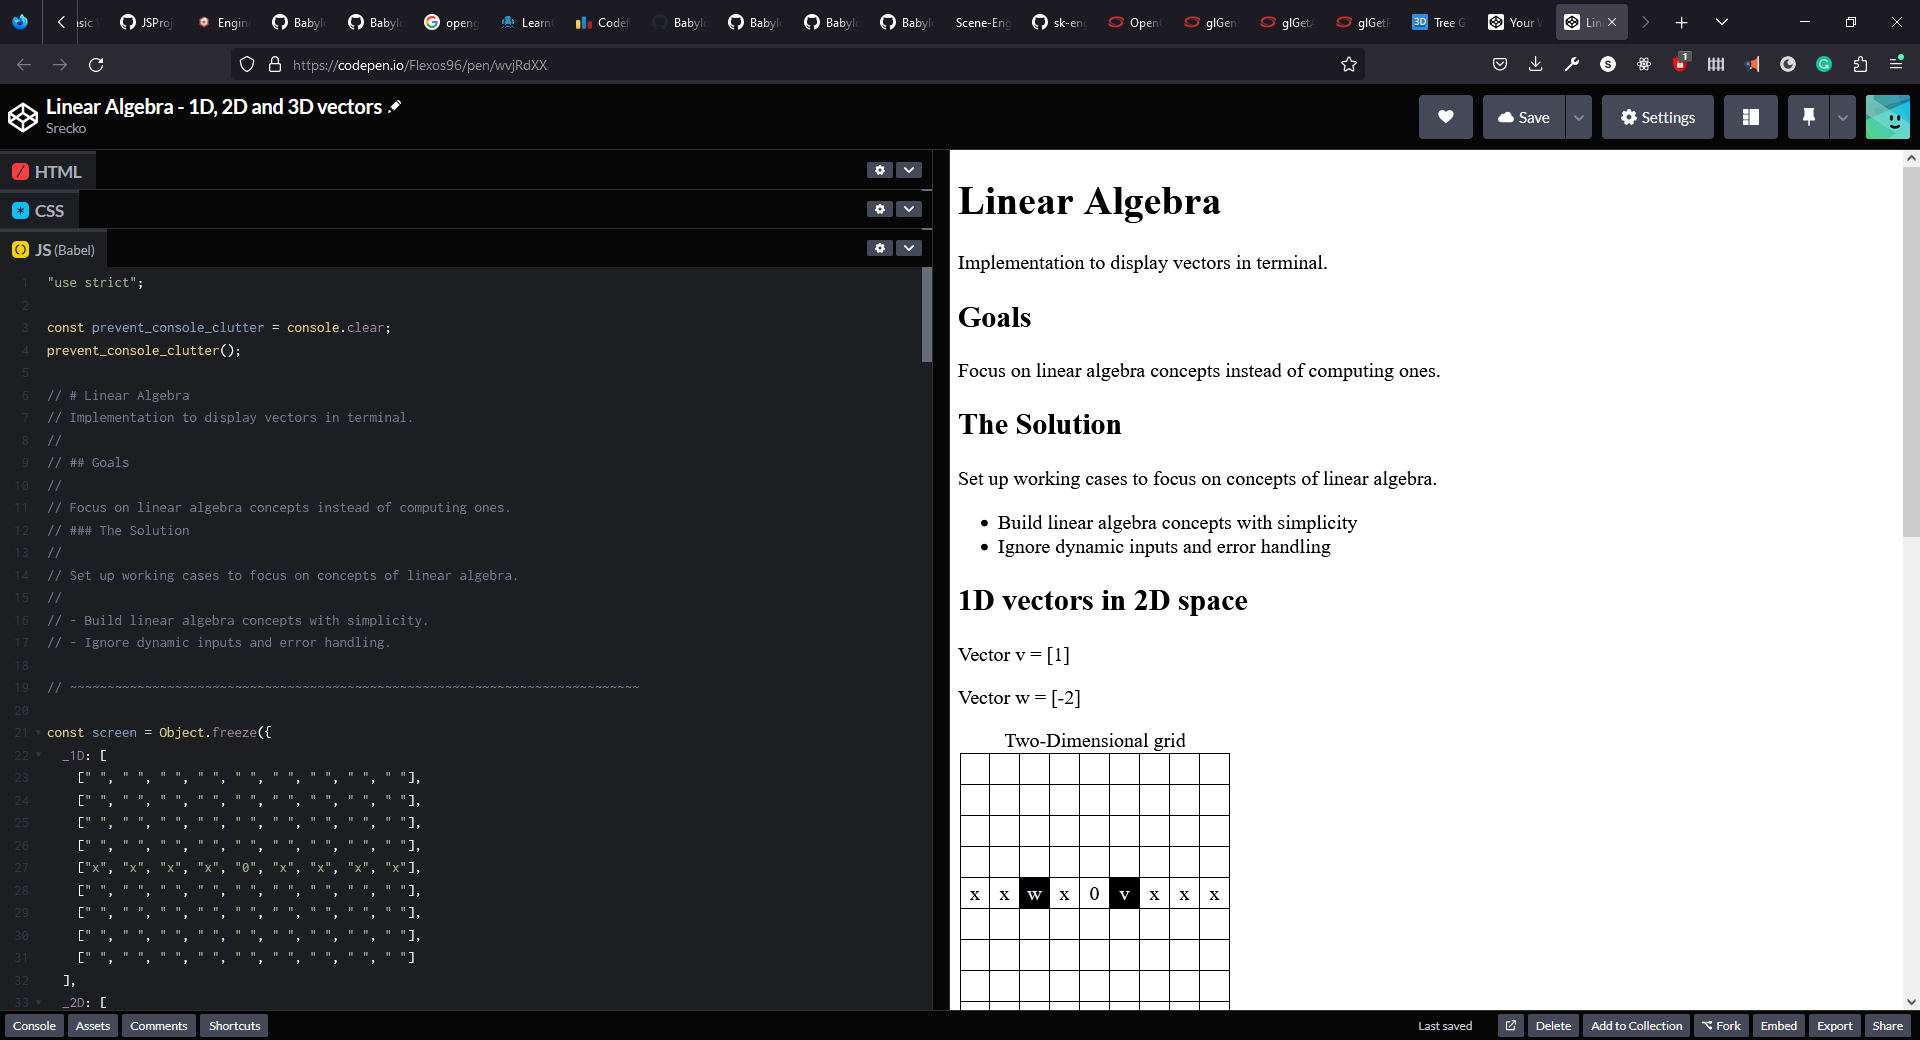 asic
JSProj
Engin
Babyl
Babyl
openg
Learn
Codef
Babyl
Babyl
Babyl
Babyl
Scene-Eng
sk-eng
Open
glGen
glGetA
glGetP
3D Tree G
Your W
Lin
https://codepen.io/Flexos96/pen/wvjRdXX
S
1
Linear Algebra - 1D, 2D and 3D vectors
Srecko
Save
Settings
HTML
CSS
JS (Babel)
1 "use strict";
2
3 const prevent_console_clutter = console.clear;
4 prevent_console_clutter();
5
6 // # Linear Algebra
7 // Implementation to display vectors in terminal.
8 //
9 // ## Goals
10 //
11 // Focus on linear algebra concepts instead of computing ones.
12 // ### The Solution
13 //
14 // Set up working cases to focus on concepts of linear algebra.
15 //
16 // - Build linear algebra concepts with simplicity.
17 // - Ignore dynamic inputs and error handling.
18
19 // ~~~~~~~~~~~~~~~~~~~~~~~~~~~~~~~~~~~~~~~~~~~~~~~~~~~~~~~~~~~~~~~~~~~~~~~~~~~~
20
21 const screen = Object.freeze({
22 _1D: [
23 [" ", " ", " ", " ", " ", " ", " ", " ", " "],
24 [" ", " ", " ", " ", " ", " ", " ", " ", " "],
25 [" ", " ", " ", " ", " ", " ", " ", " ", " "],
26 [" ", " ", " ", " ", " ", " ", " ", " ", " "],
27 ["x", "x", "x", "x", "0", "x", "x", "x", "x"],
28 [" ", " ", " ", " ", " ", " ", " ", " ", " "],
29 [" ", " ", " ", " ", " ", " ", " ", " ", " "],
30 [" ", " ", " ", " ", " ", " ", " ", " ", " "],
31 [" ", " ", " ", " ", " ", " ", " ", " ", " "]
32 ],
33 _2D: [
Linear Algebra
Implementation to display vectors in terminal.
Goals
Focus on linear algebra concepts instead of computing ones.
The Solution
Set up working cases to focus on concepts of linear algebra.
• Build linear algebra concepts with simplicity
• Ignore dynamic inputs and error handling
1D vectors in 2D space
Vector v = [1]
Vector w = [-2]
Two-Dimensional grid
x x w x 0 v x x x
Console Assets Comments Shortcuts
Last saved Delete Add to Collection Fork Embed Export Share